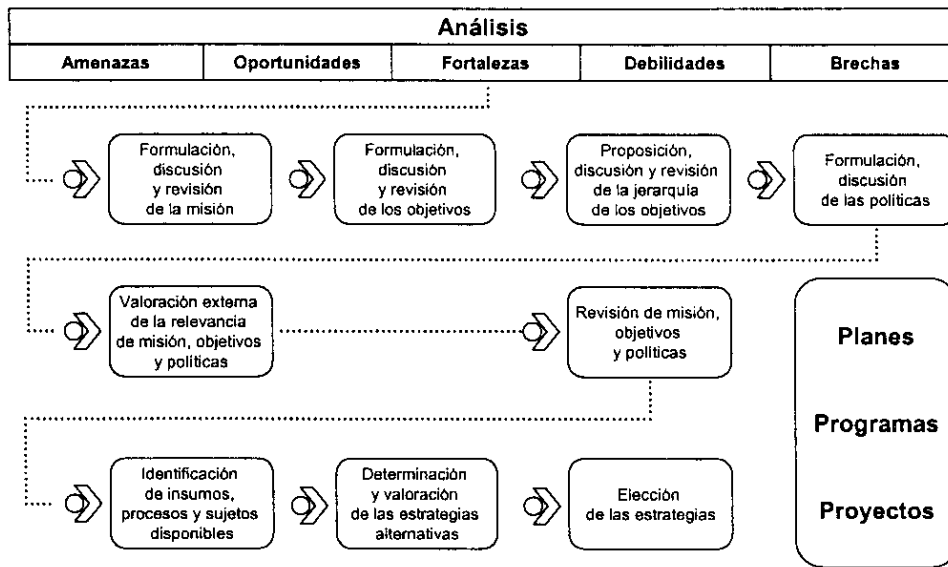 Análisis
Amenazas
Oportunidades
Fortalezas
Debilidades
Brechas
Formulación,
discusión
y revisión
de la misión
Formulación,
discusión
y revisión
de los objetivos
Proposición,
discusión y revisión
de la jerarquía
de los objetivos
Formulación,
discusión
de las políticas
Valoración externa
de la relevancia
de misión, objetivos
y políticas
Revisión de misión,
objetivos
y políticas
Identificación
de insumos,
procesos y sujetos
disponibles
Determinación
y valoración
de las estrategias
alternativas
Elección
de las estrategias
Planes
Programas
Proyectos